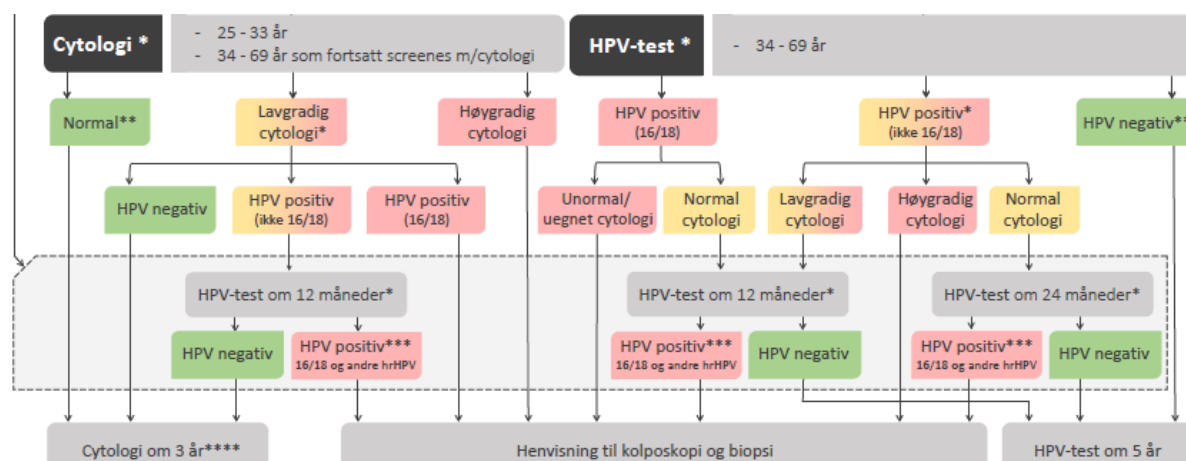 Cytologi *
- 25 - 33 år
- 34 - 69 år som fortsatt screenes m/cytologi
HPV-test *
- 34 - 69 år
Normal**
Lavgradig
cytologi*
Høygradig
cytologi
HPV positiv
(16/18)
HPV positiv*
(ikke 16/18)
HPV negativ**
HPV negativ
HPV positiv
(ikke 16/18)
HPV positiv
(16/18)
Unormal/
uegnet cytologi
Normal
cytologi
Lavgradig
cytologi
Høygradig
cytologi
Normal
cytologi
HPV-test om 12 måneder*
HPV-test om 12 måneder*
HPV-test om 24 måneder*
HPV negativ
HPV positiv***
16/18 og andre hrHPV
HPV positiv***
16/18 og andre hrHPV
HPV negativ
HPV positiv***
16/18 og andre hrHPV
HPV negativ
Cytologi om 3 år****
Henvisning til kolposkopi og biopsi
HPV-test om 5 år